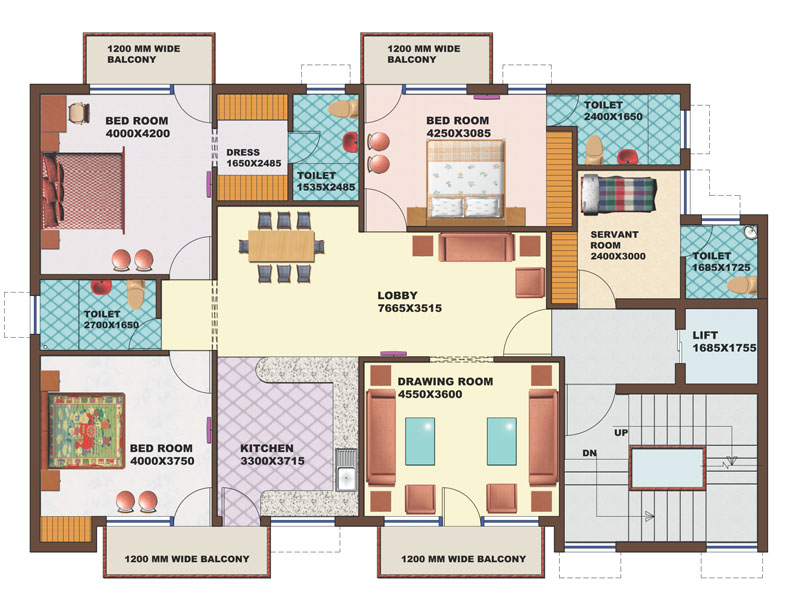 1200 MM WIDE
BALCONY
1200 MM WIDE
BALCONY
BED ROOM
4000X4200
DRESS
1650X2485
TOILET
1535X2485
BED ROOM
4250X3085
TOILET
2400X1650
SERVANT
ROOM
2400X3000
TOILET
1685X1725
TOILET
2700X1650
LOBBY
7665X3515
LIFT
1685X1755
BED ROOM
4000X3750
KITCHEN
3300X3715
DRAWING ROOM
4550X3600
UP
DN
1200 MM WIDE BALCONY
1200 MM WIDE BALCONY